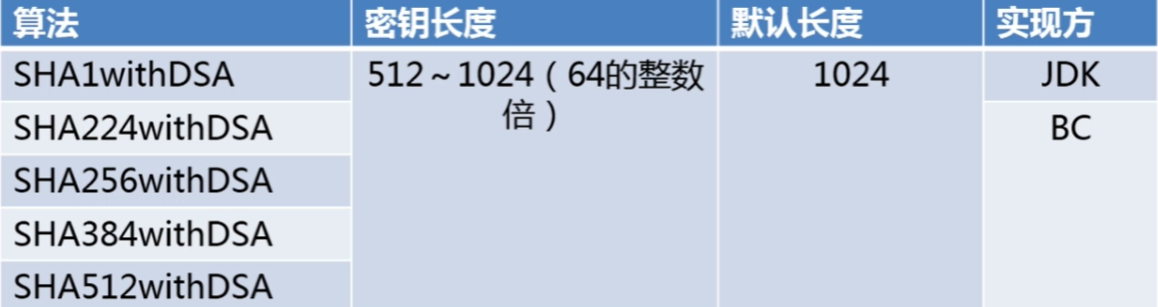 算法 密钥长度 默认长度 实现方
SHA1withDSA 512～1024（64的整数 1024 JDK
倍）
SHA224withDSA BC
SHA256withDSA
SHA384withDSA
SHA512withDSA